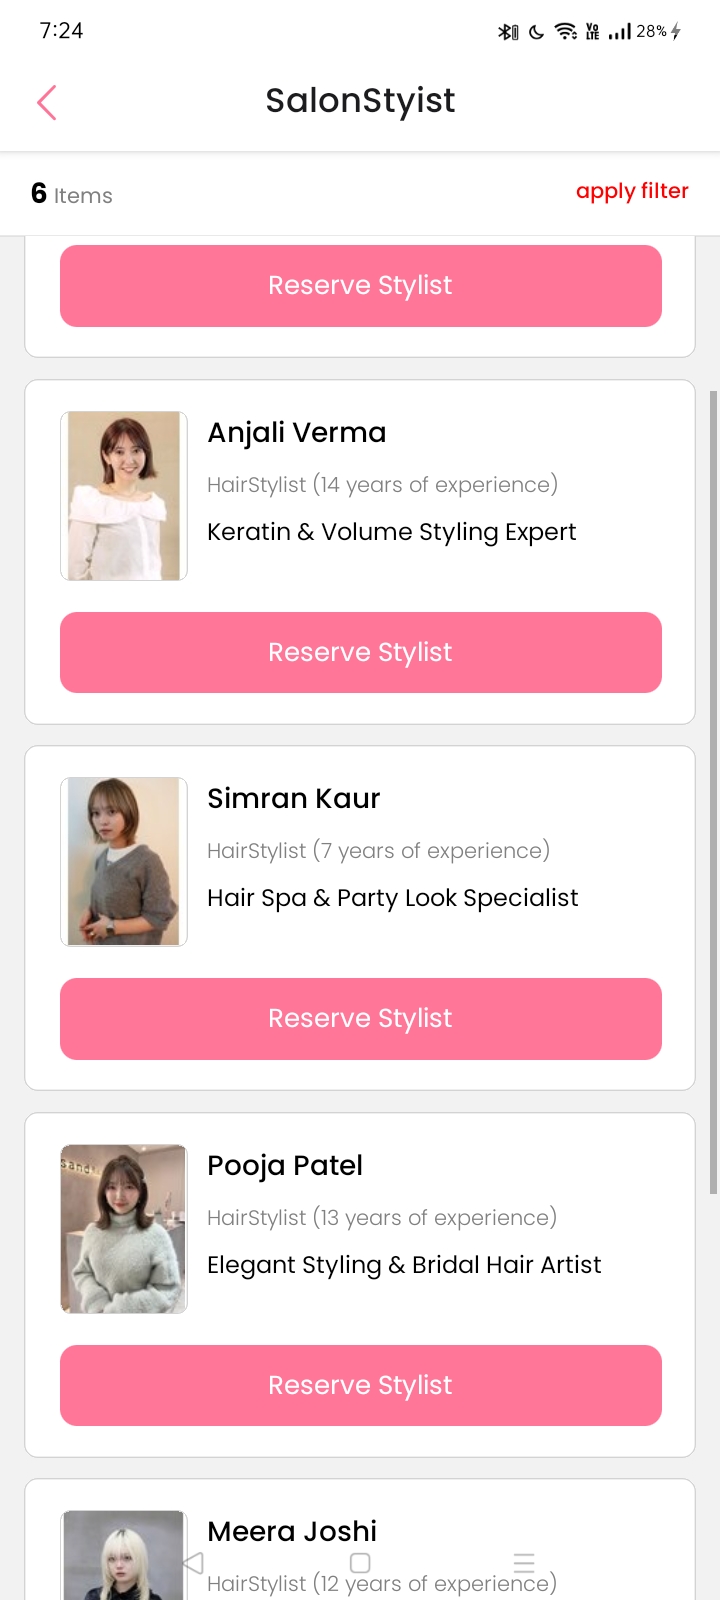 7:24
VO LTE 28%
SalonStyist
6 Items
apply filter
Reserve Stylist
Anjali Verma
HairStylist (14 years of experience)
Keratin & Volume Styling Expert
Reserve Stylist
Simran Kaur
HairStylist (7 years of experience)
Hair Spa & Party Look Specialist
Reserve Stylist
sand
Pooja Patel
HairStylist (13 years of experience)
Elegant Styling & Bridal Hair Artist
Reserve Stylist
Meera Joshi
HairStylist (12 years of experience)